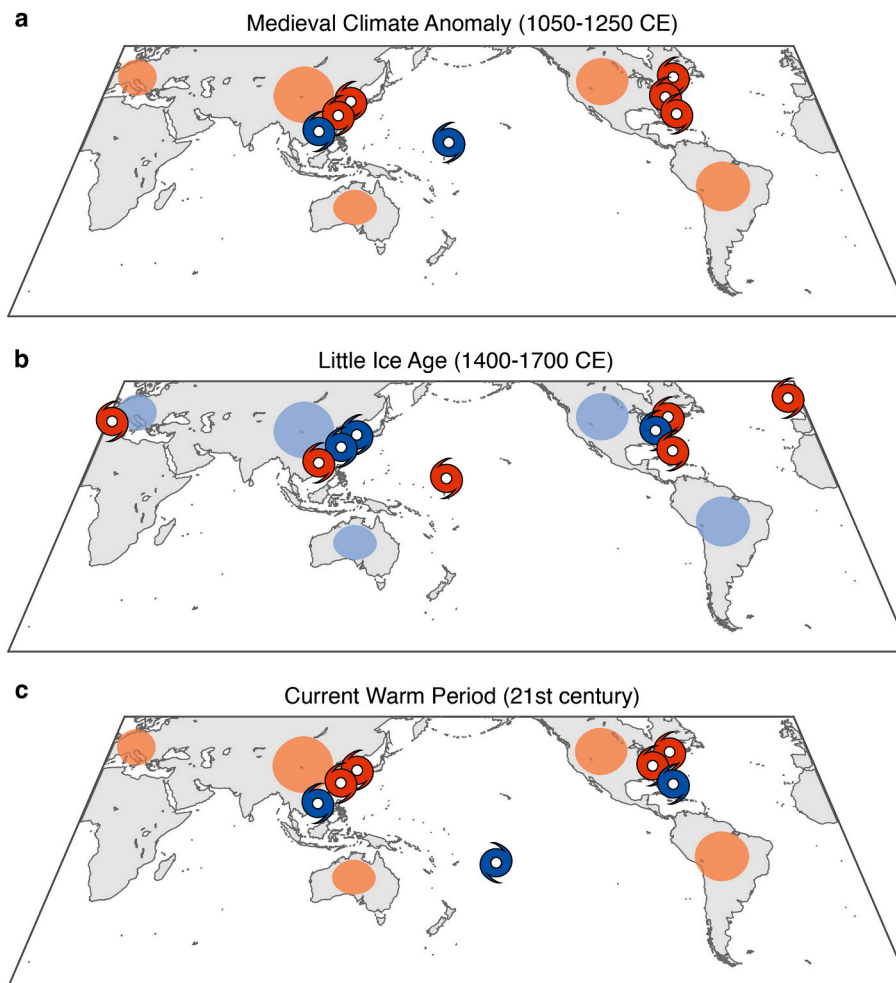 a
Medieval Climate Anomaly (1050-1250 CE)
b
Little Ice Age (1400-1700 CE)
c
Current Warm Period (21st century)